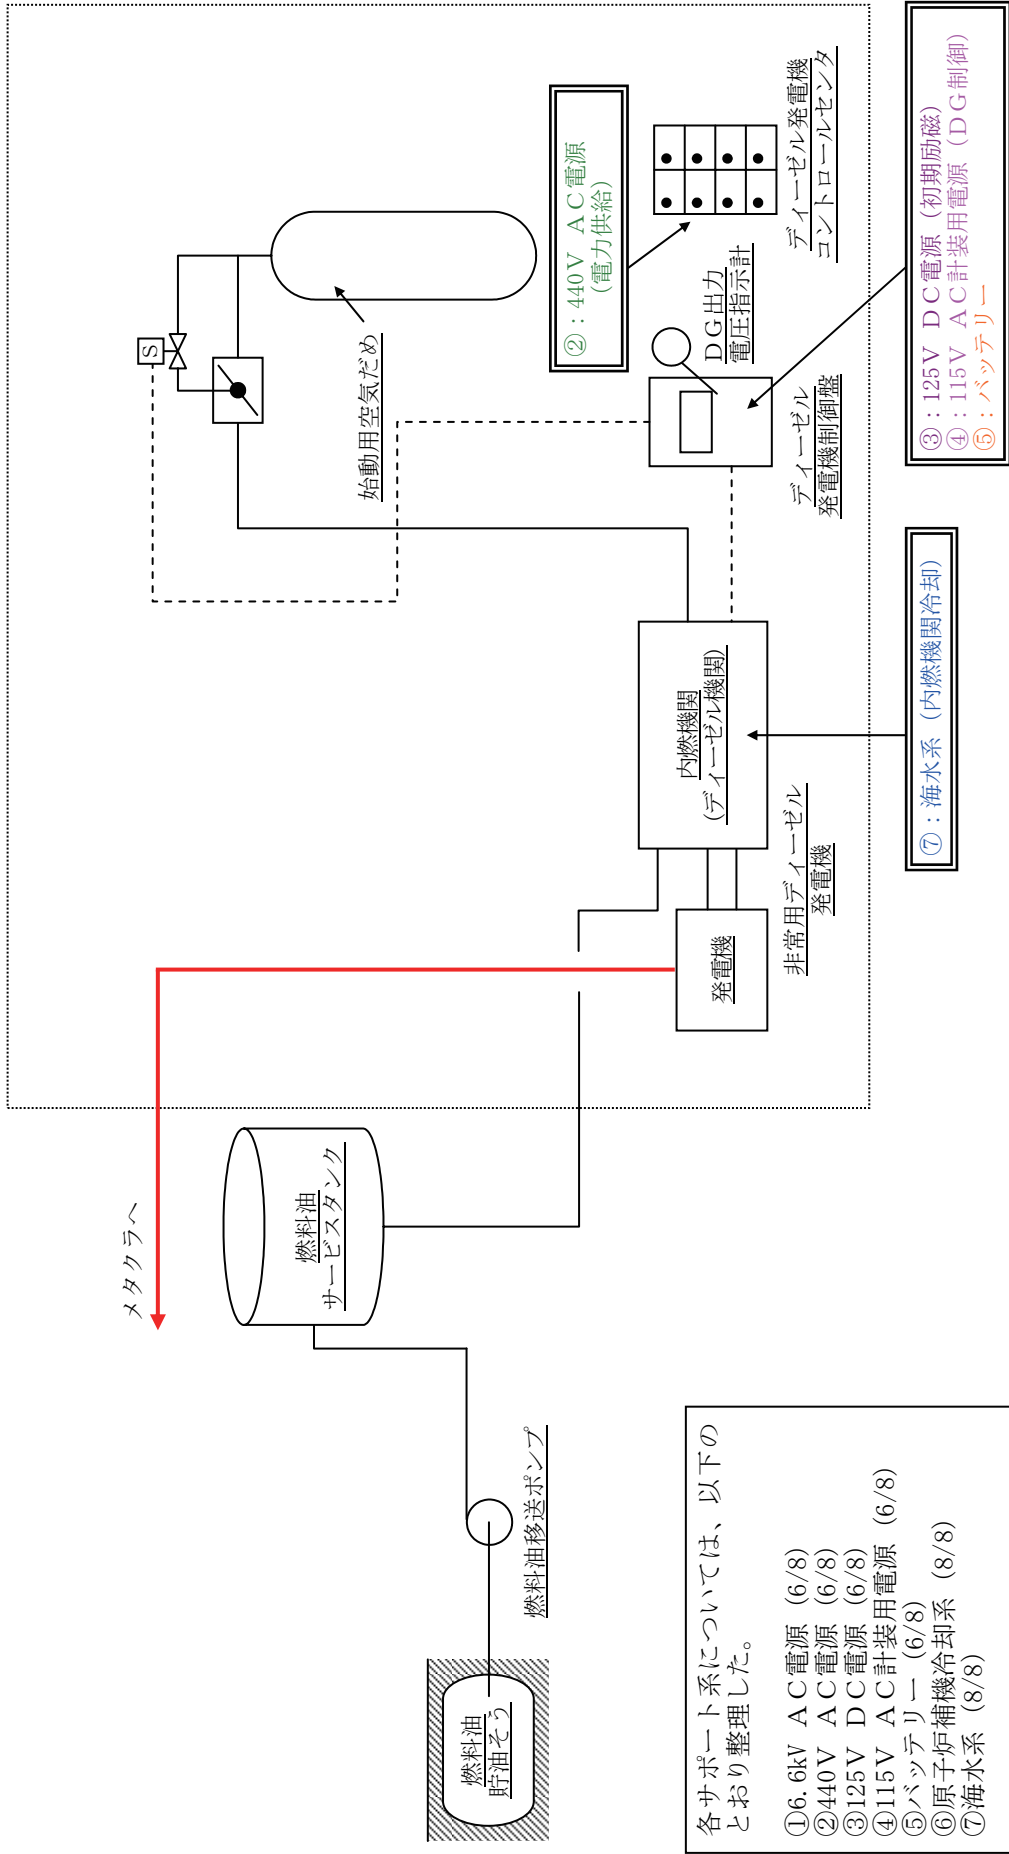 メタクラへ
燃料油
貯油そう
燃料油移送ポンプ
燃料油
サービスタンク
S
始動用空気だめ
発電機
内燃機関
(ディーゼル機関)
非常用ディーゼル
発電機
ディーゼル
発電機制御盤
DG出力
電圧指示計
ディーゼル発電機
コントロールセンタ
②：440V AC電源
(電力供給)
③：125V DC電源（初期励磁）
④：115V AC計装用電源（DG制御）
⑤：バッテリー
⑦：海水系（内燃機関冷却）
各サポート系については、以下の
とおり整理した。
①6.6kV AC電源（6/8）
②440V AC電源（6/8）
③125V DC電源（6/8）
④115V AC計装用電源（6/8）
⑤バッテリー（6/8）
⑥原子炉補機冷却系（8/8）
⑦海水系（8/8）